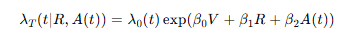 λ_T(t|R, A(t)) = λ_0(t) exp(β_0V + β_1R + β_2A(t))